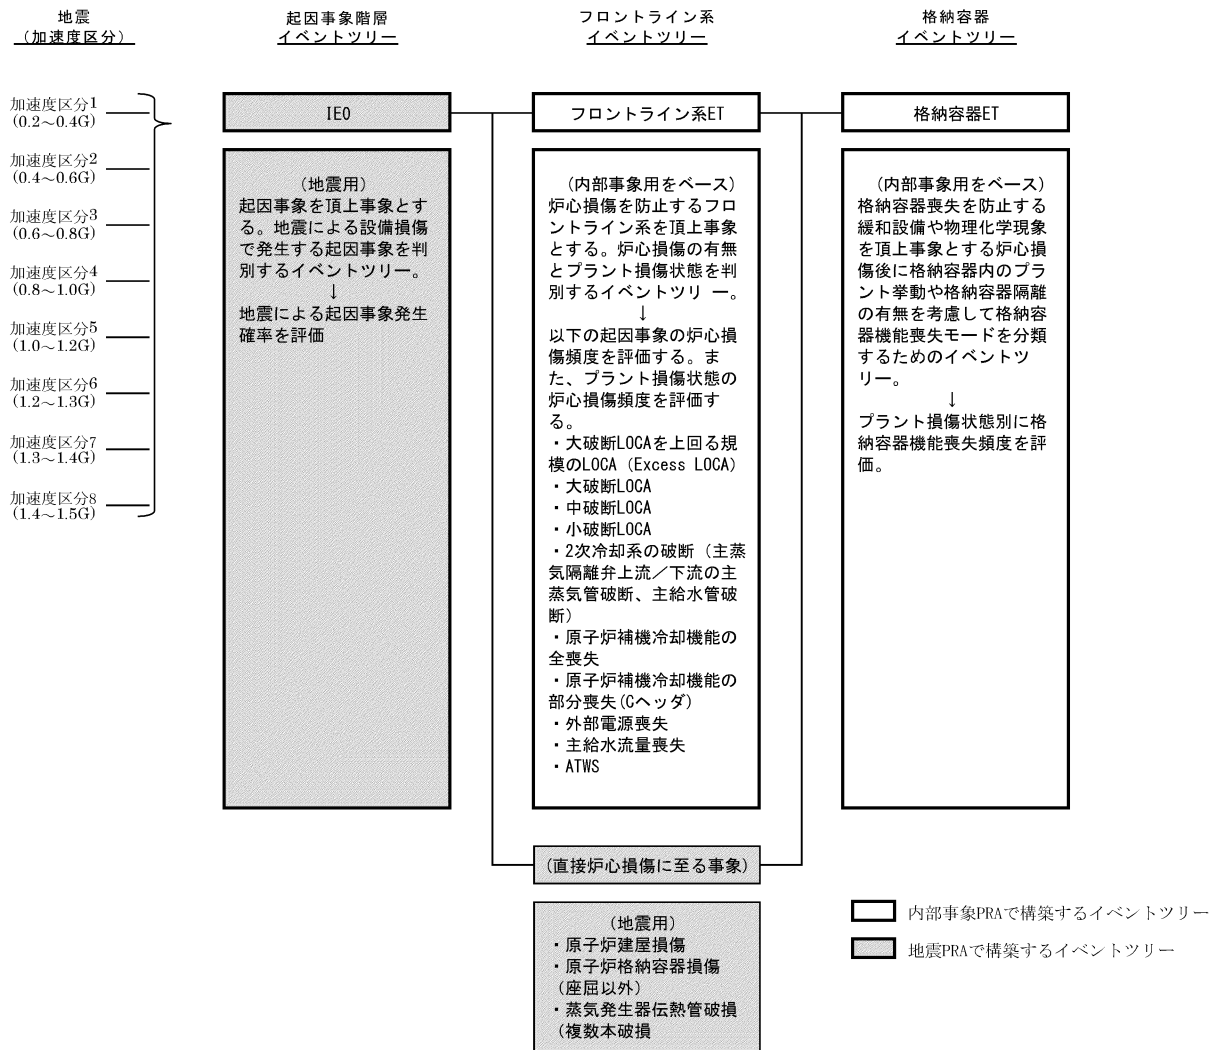 地震
(加速度区分)
起因事象階層
イベントツリー
フロントライン系
イベントツリー
格納容器
イベントツリー
加速度区分1
(0.2～0.4G)
加速度区分2
(0.4～0.6G)
加速度区分3
(0.6～0.8G)
加速度区分4
(0.8～1.0G)
加速度区分5
(1.0～1.2G)
加速度区分6
(1.2～1.3G)
加速度区分7
(1.3～1.4G)
加速度区分8
(1.4～1.5G)
IE0
(地震用)
起因事象を頂上事象とす
る。地震による設備損傷
で発生する起因事象を判
別するイベントツリー。
↓
地震による起因事象発生
確率を評価
フロントライン系ET
(内部事象用をベース)
炉心損傷を防止するフロ
ントライン系を頂上事象
とする。炉心損傷の有無
とプラント損傷状態を判
別するイベントツリ ー。
↓
以下の起因事象の炉心損
傷頻度を評価する。ま
た、プラント損傷状態の
炉心損傷頻度を評価す
る。
・大破断LOCAを上回る規
模のLOCA (Excess LOCA)
・大破断LOCA
・中破断LOCA
・小破断LOCA
・2次冷却系の破断 (主蒸
気隔離弁上流／下流の主
蒸気管破断、主給水管破
断)
・原子炉補機冷却機能の
全喪失
・原子炉補機冷却機能の
部分喪失(Cヘッダ)
・外部電源喪失
・主給水流量喪失
・ATWS
格納容器ET
(内部事象用をベース)
格納容器喪失を防止する
緩和設備や物理化学現象
を頂上事象とする炉心損
傷後に格納容器内のプラ
ント挙動や格納容器隔離
の有無を考慮して格納容
器機能喪失モードを分類
するためのイベントツ
リー。
↓
プラント損傷状態別に格
納容器機能喪失頻度を評
価。
(直接炉心損傷に至る事象)
(地震用)
・原子炉建屋損傷
・原子炉格納容器損傷
(座屈以外)
・蒸気発生器伝熱管破損
(複数本破損
内部事象PRAで構築するイベントツリー
地震PRAで構築するイベントツリー